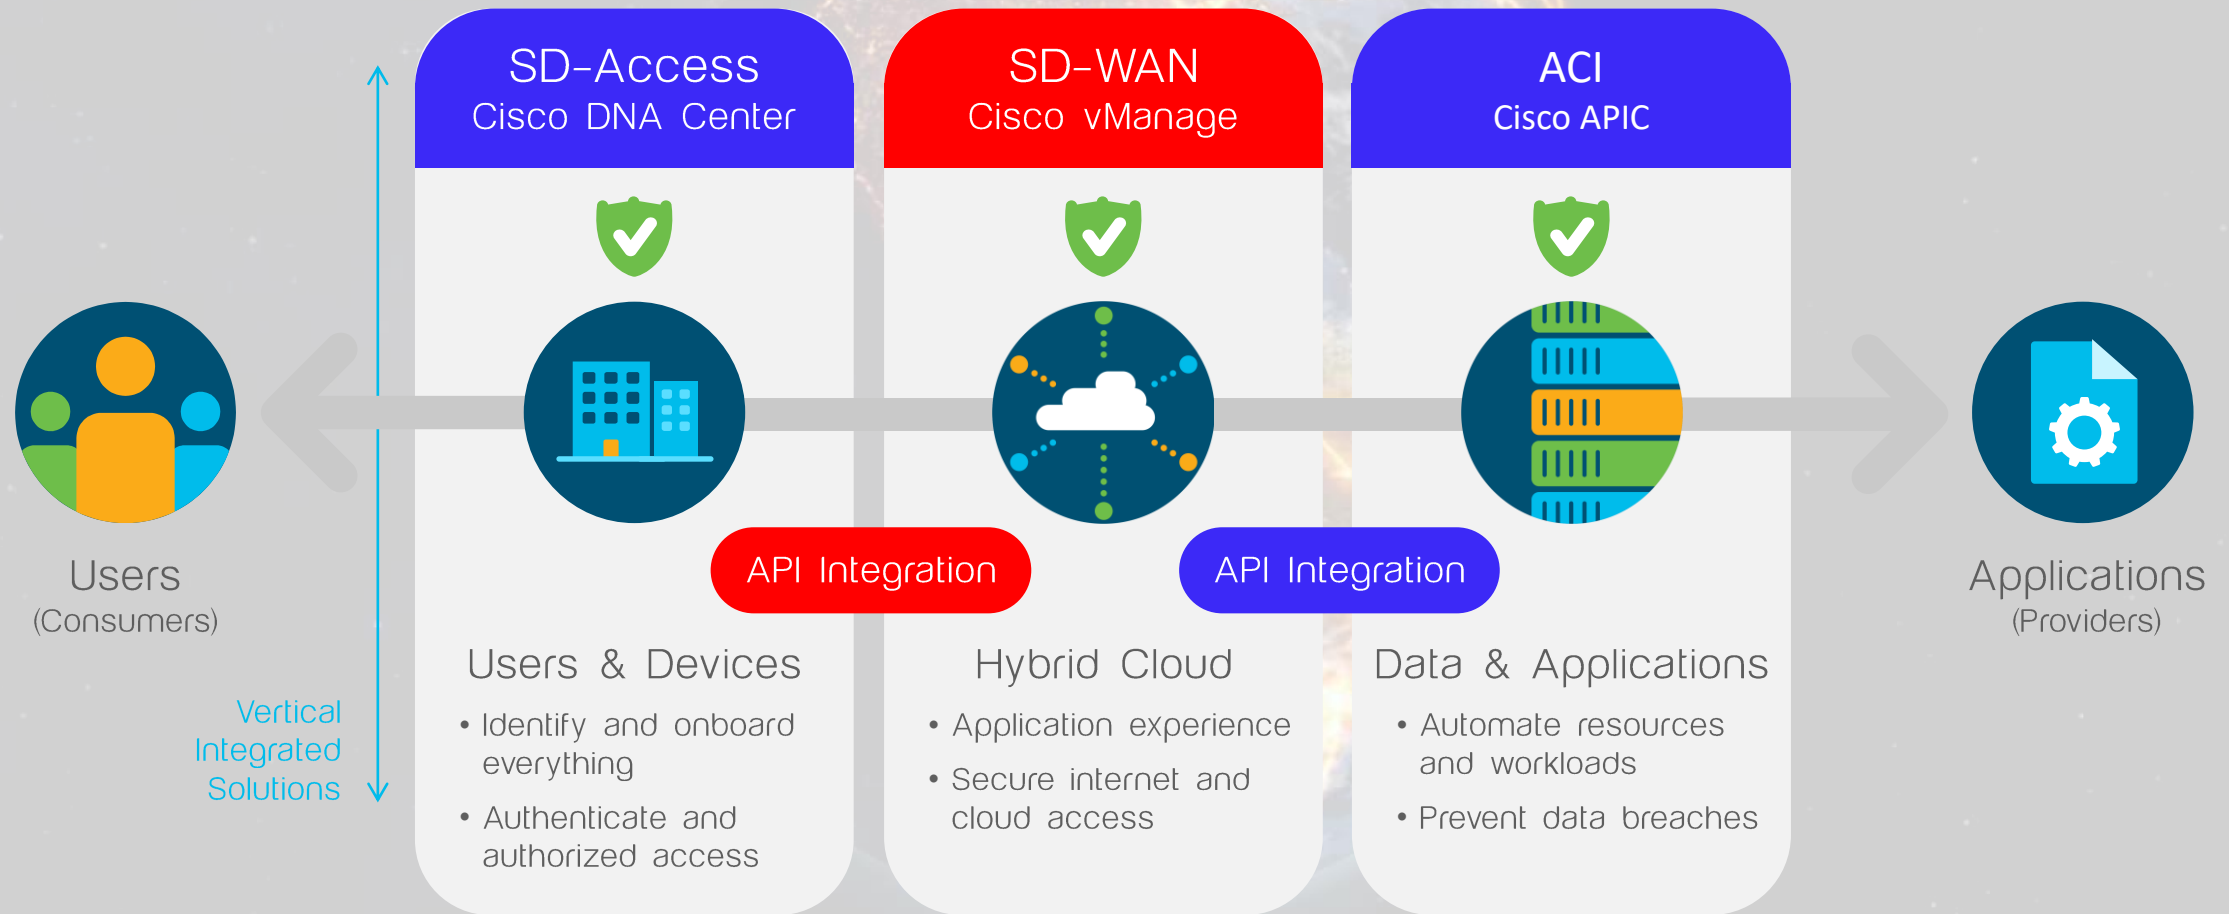 SD-Access
Cisco DNA Center
SD-WAN
Cisco vManage
ACI
Cisco APIC
Users
(Consumers)
API Integration
API Integration
Applications
(Providers)
Vertical
Integrated
Solutions
Users & Devices
• Identify and onboard
everything
• Authenticate and
authorized access
Hybrid Cloud
• Application experience
• Secure internet and
cloud access
Data & Applications
• Automate resources
and workloads
• Prevent data breaches